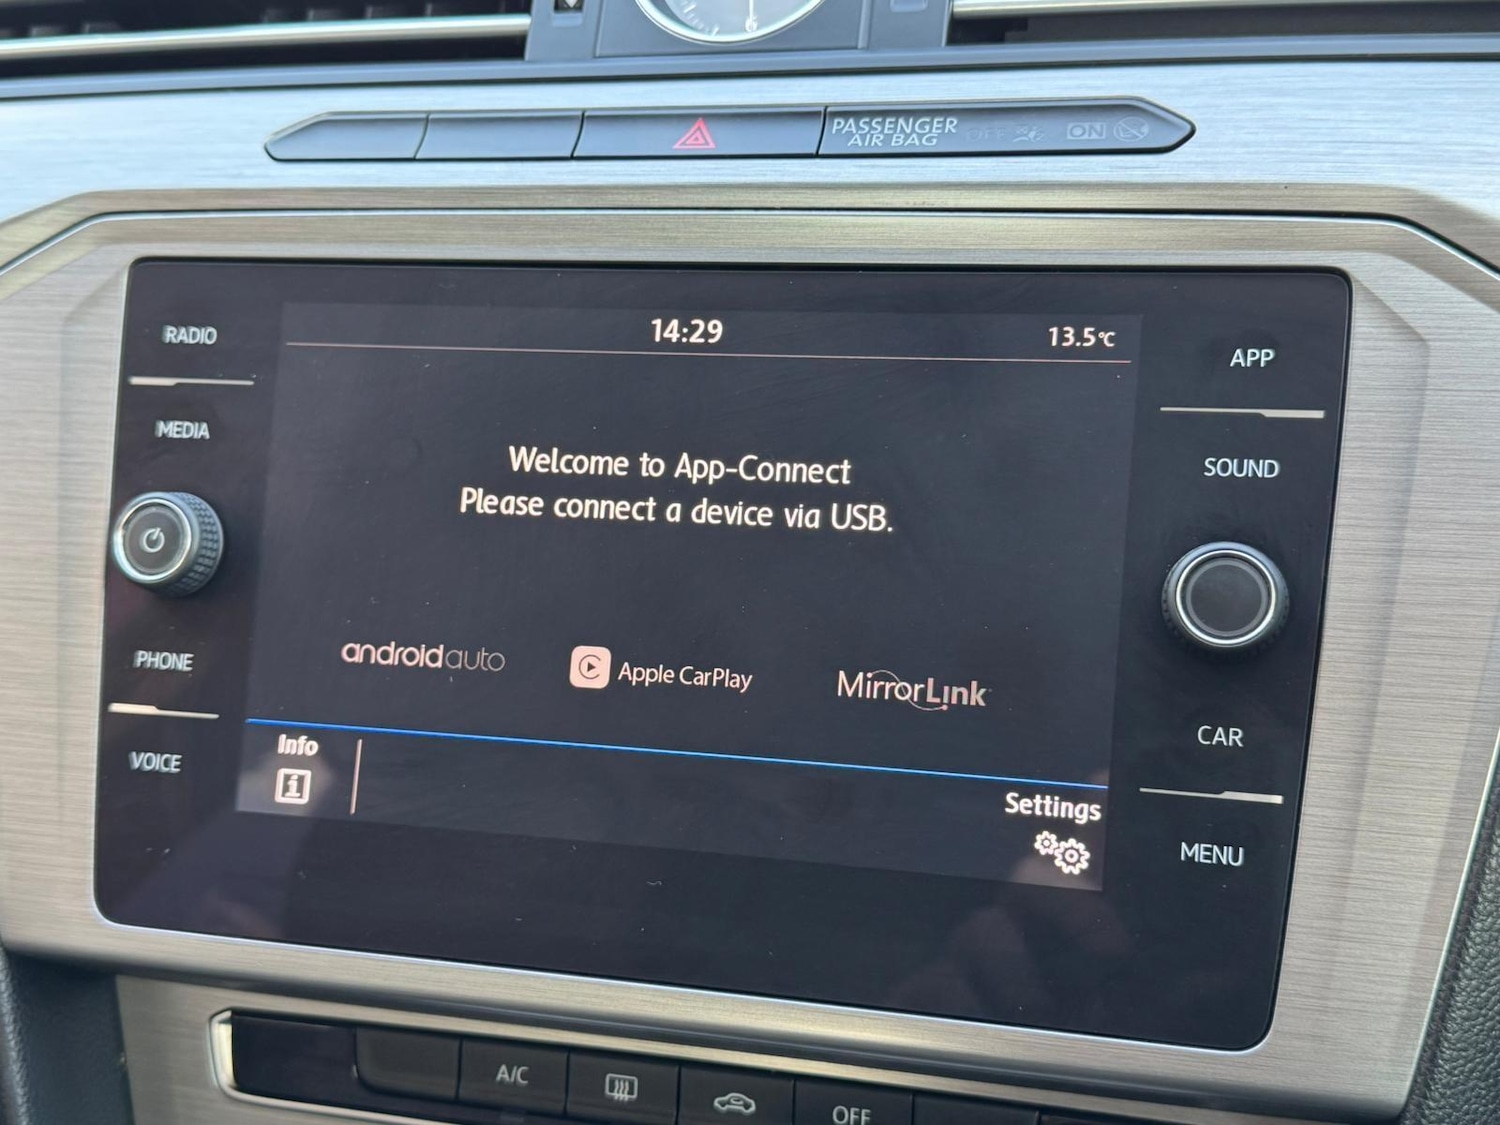 PASSENGER
AIR BAG
OFF
ON
RADIO
MEDIA
PHONE
VOICE
14:29
13.5°C
Welcome to App-Connect
Please connect a device via USB.
androidauto
Apple CarPlay
MirrorLink
Info
Settings
APP
SOUND
CAR
MENU
A/C
OFF